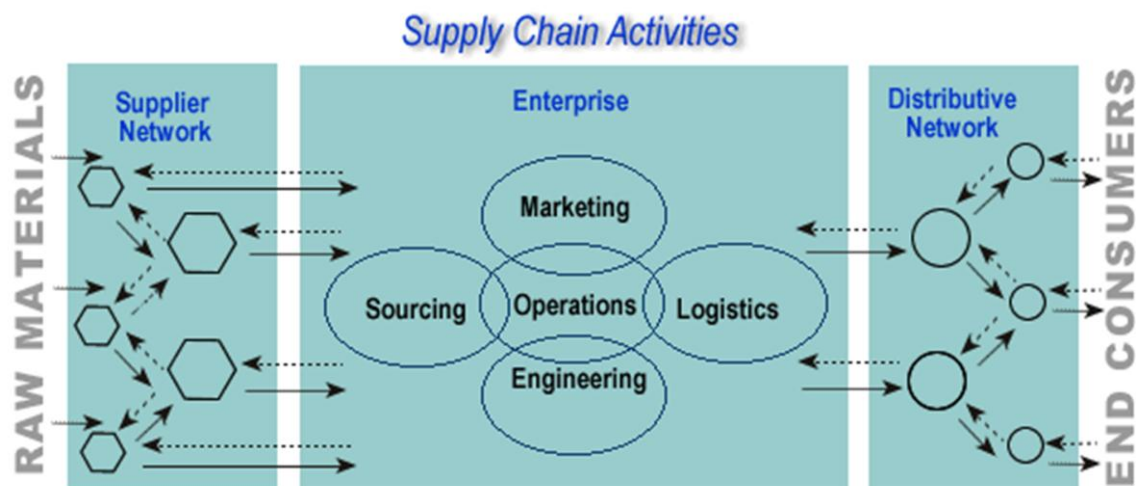 Supply Chain Activities
RAW MATERIALS
Supplier
Network
Enterprise
Marketing
Sourcing
Operations
Logistics
Engineering
Distributive
Network
END CONSUMERS